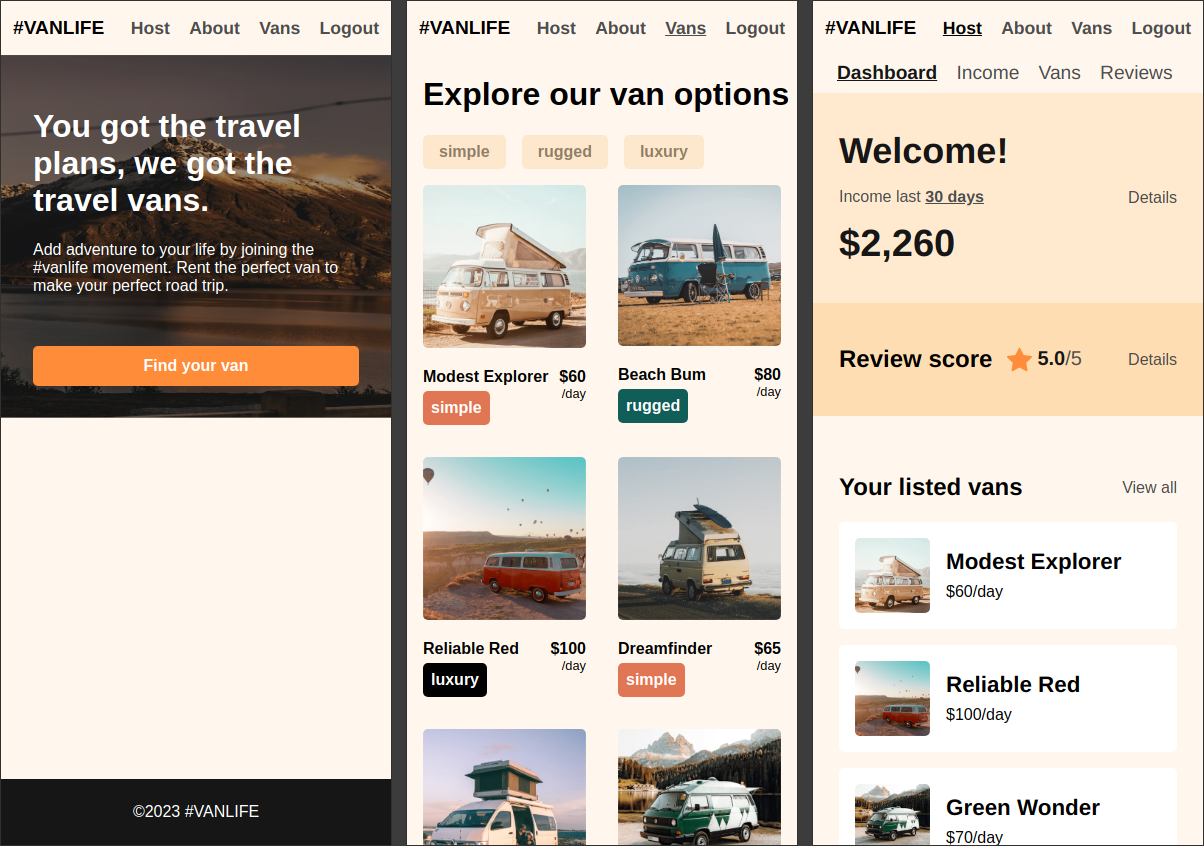 #VANLIFE Host About Vans Logout
You got the travel
plans, we got the
travel vans.
Add adventure to your life by joining the
#vanlife movement. Rent the perfect van to
make your perfect road trip.
Find your van
©2023 #VANLIFE
#VANLIFE Host About Vans Logout
Explore our van options
simple rugged luxury
Modest Explorer $60
/day
simple
Beach Bum $80
/day
rugged
Reliable Red $100
/day
luxury
Dreamfinder $65
/day
simple
#VANLIFE Host About Vans Logout
Dashboard Income Vans Reviews
Welcome!
Income last 30 days Details
$2,260
Review score 5.0/5 Details
Your listed vans View all
Modest Explorer
$60/day
Reliable Red
$100/day
Green Wonder
$70/day